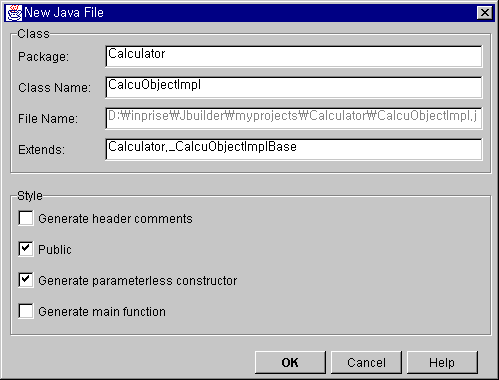 New Java File
Class
Package: Calculator
Class Name: CalcuObjectImpl
File Name: D:₩inprise₩Jbuilder₩myprojects₩Calculator₩CalcuObjectImpl.j
Extends: Calculator._CalcuObjectImplBase
Style
Generate header comments
Public
Generate parameterless constructor
Generate main function
OK Cancel Help